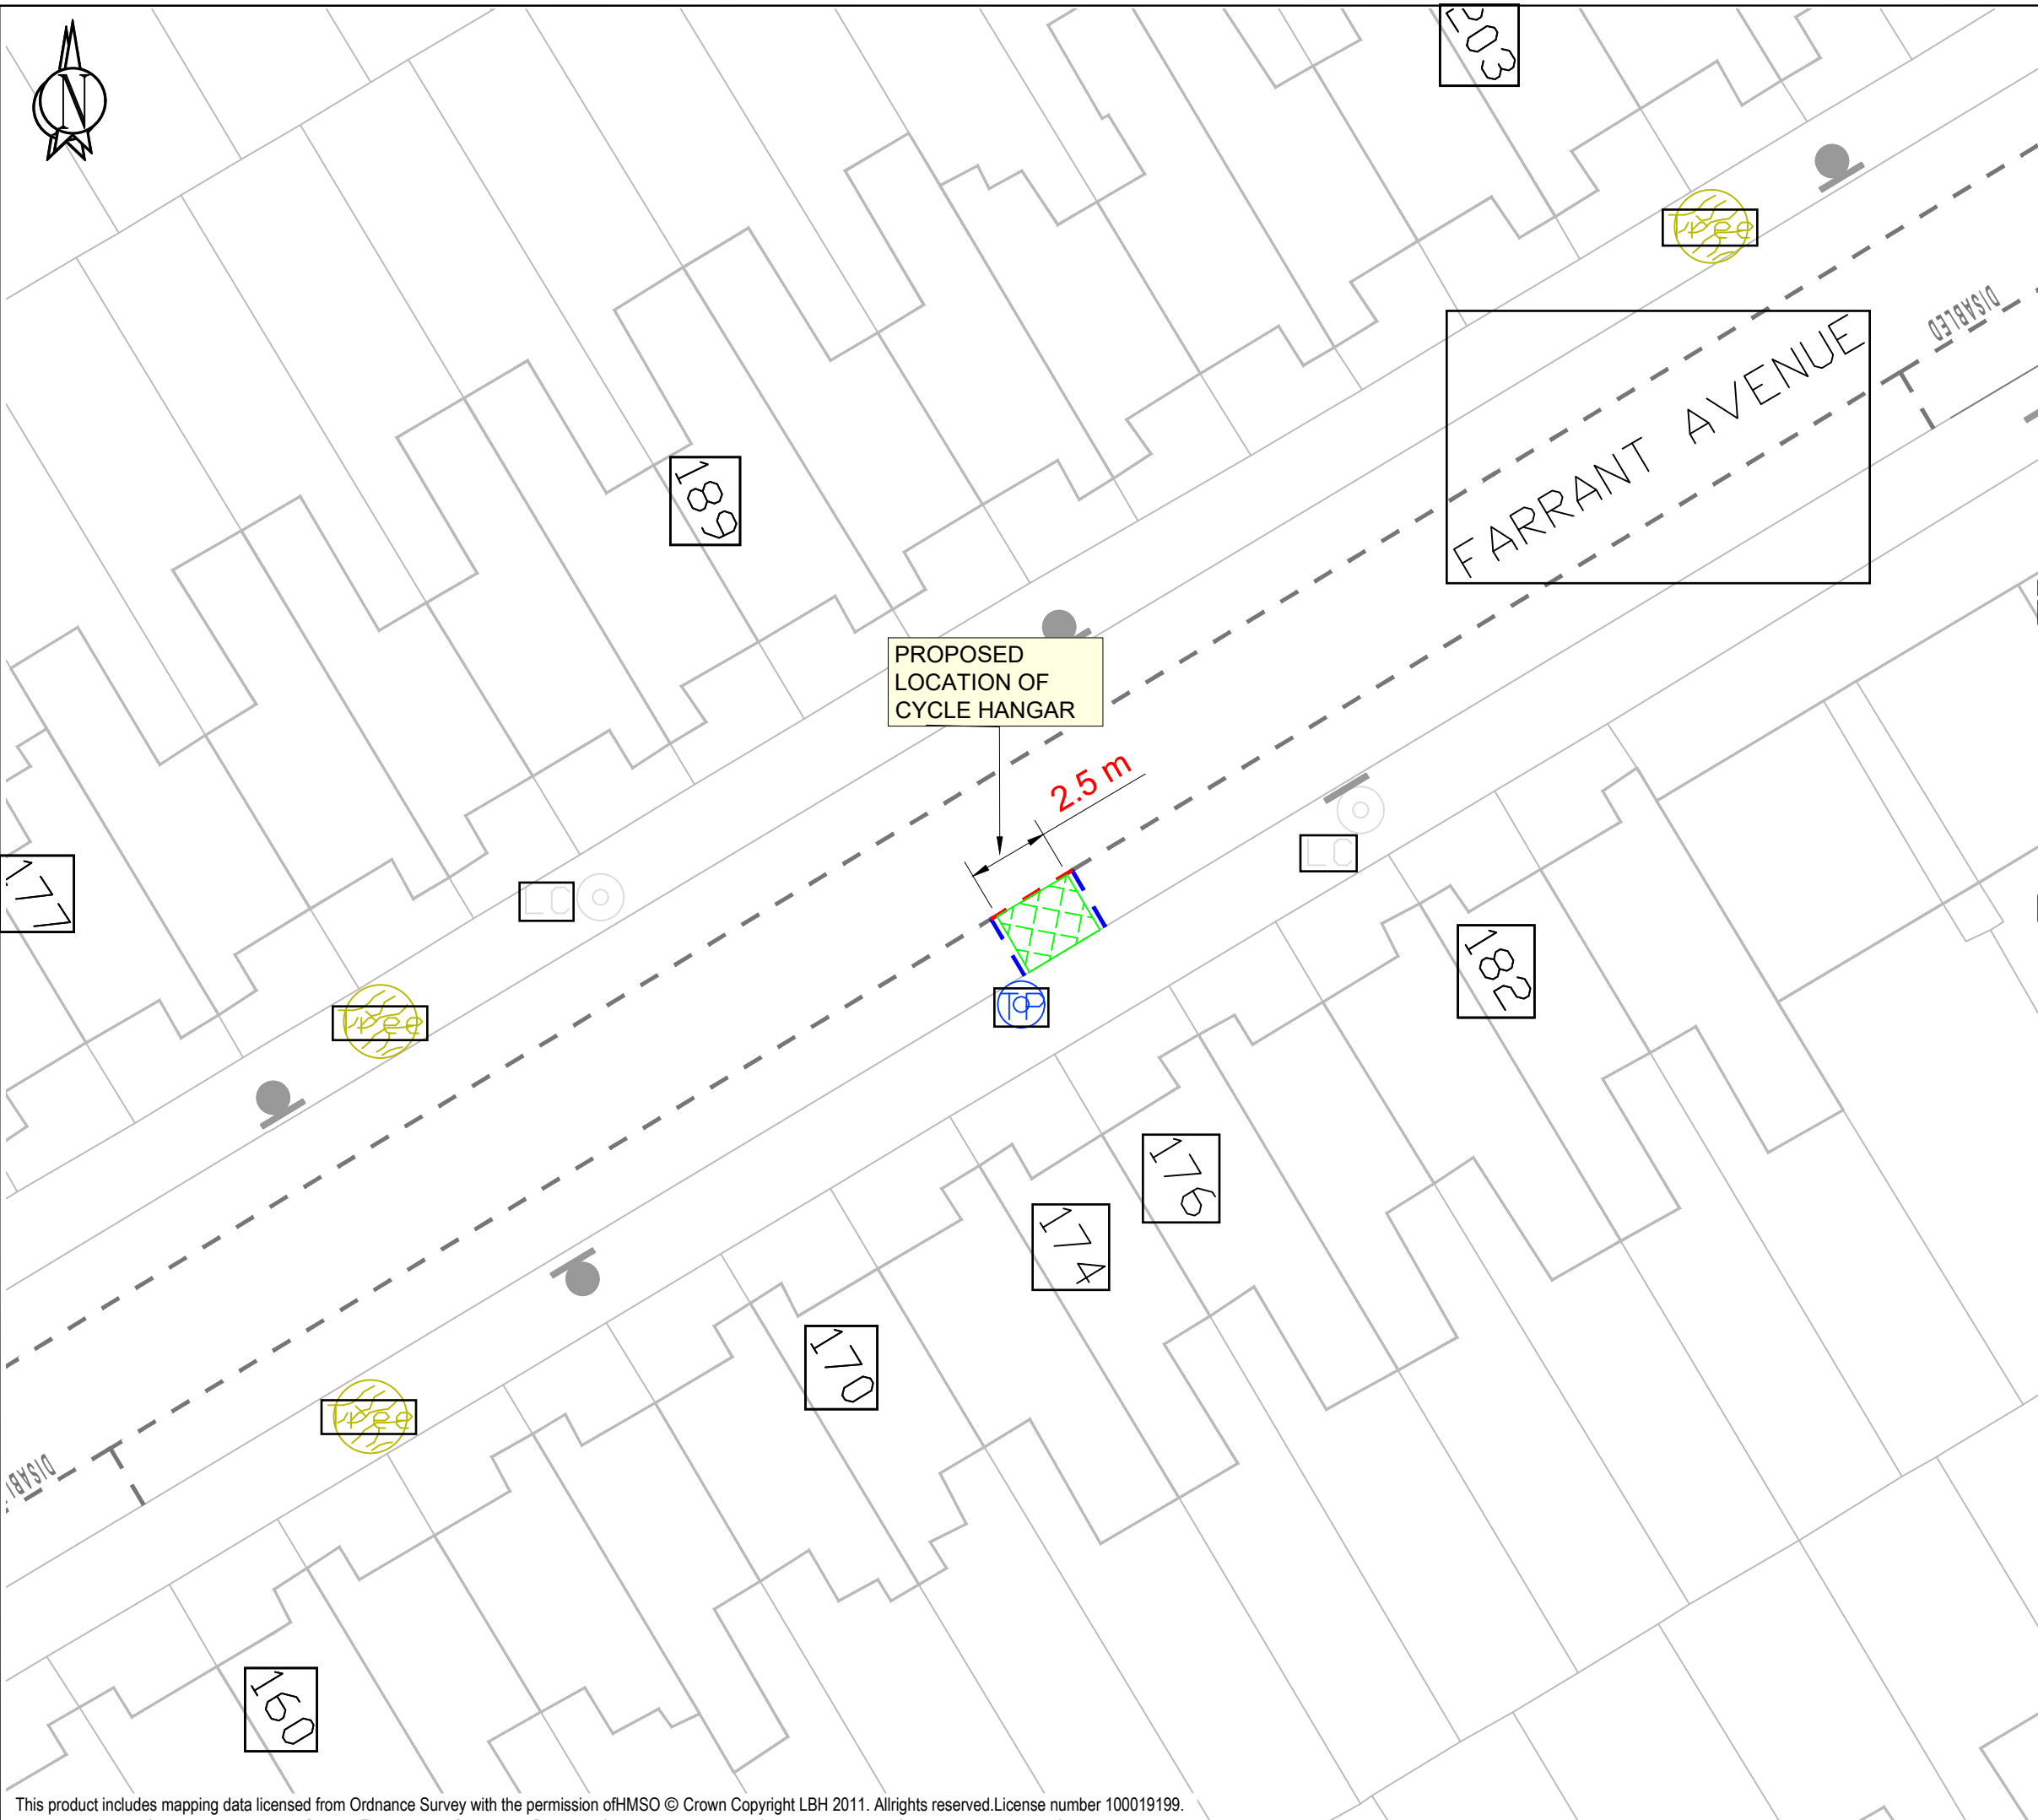 N
203
Tree
DISABLED
FARRANT AVENUE
189
PROPOSED
LOCATION OF
CYCLE HANGAR
2.5 m
LC
177
LC
182
TOP
Tree
176
174
170
Tree
160
This product includes mapping data licensed from Ordnance Survey with the permission ofHMSO © Crown Copyright LBH 2011. Allrights reserved.License number 100019199.